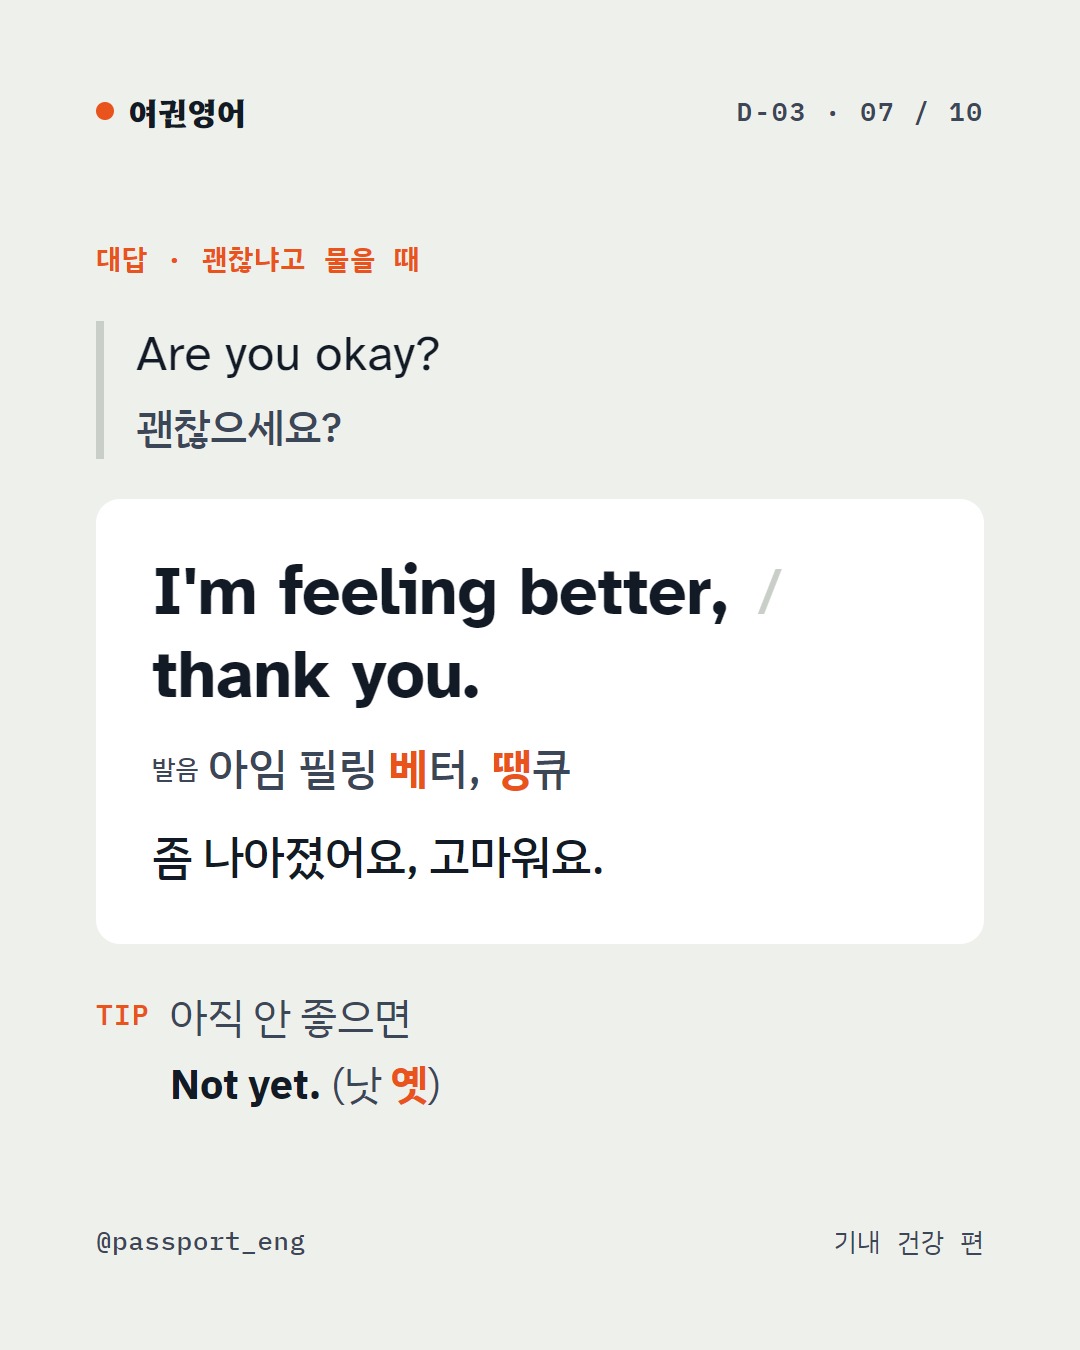 여권영어
D-03 · 07 / 10
대답 · 괜찮냐고 물을 때
Are you okay?
괜찮으세요?
I'm feeling better, /
thank you.
발음 아임 필링 베터, 땡큐
좀 나아졌어요, 고마워요.
TIP 아직 안 좋으면
Not yet. (낫 옛)
@passport_eng
기내 건강 편